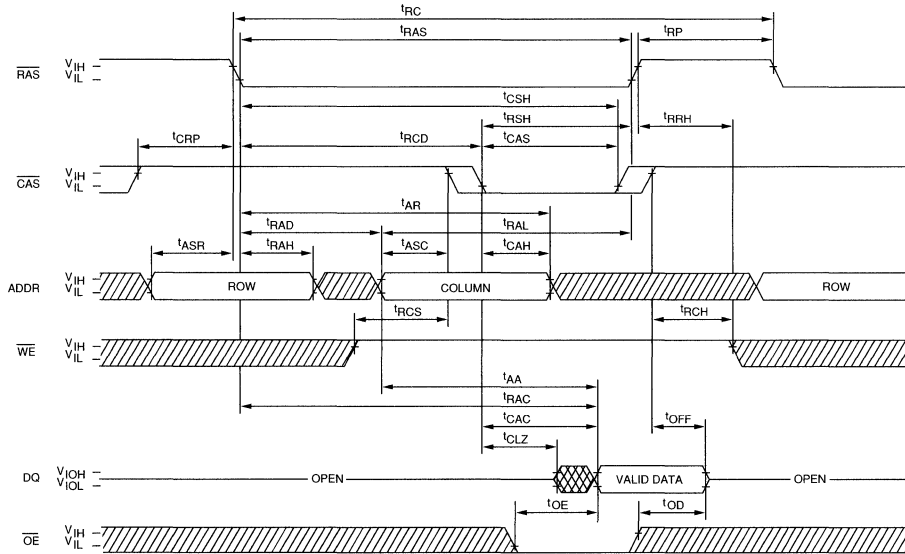 tRC
tRAS tRP
RAS VIH
VIL
tCSH
tRSH tRRH
tCRP tRCD tCAS
CAS VIH
VIL
tAR
tRAD tRAL
tASR tRAH tASC tCAH
ADDR VIH
VIL
ROW COLUMN ROW
tRCS tRCH
WE VIH
VIL
tAA
tRAC
tCAC tOFF
tCLZ
DQ VIOH
VIOL
OPEN VALID DATA OPEN
tOE tOD
OE VIH
VIL